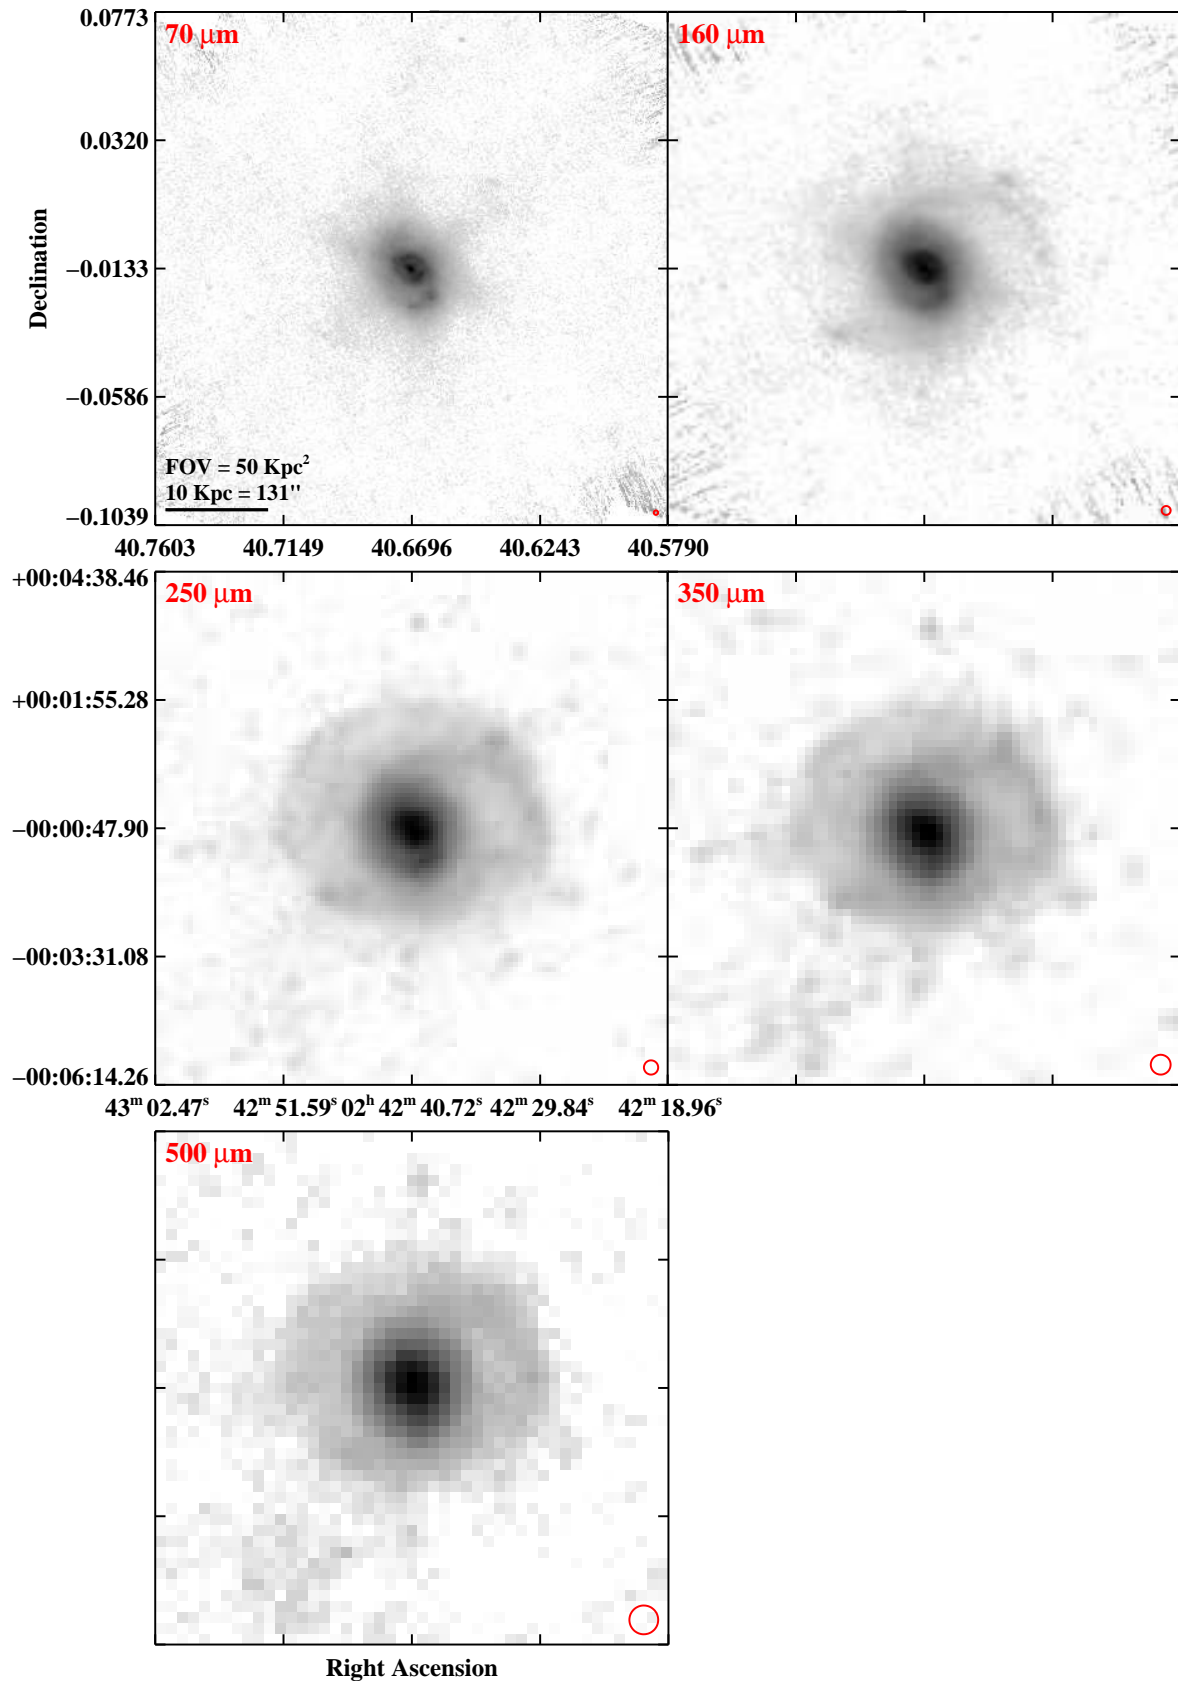 0.0773
70 μm
160 μm
0.0320
Declination
−0.0133
−0.0586
FOV = 50 Kpc²
10 Kpc = 131"
−0.1039
40.7603 40.7149 40.6696 40.6243 40.5790
+00:04:38.46
250 μm
350 μm
+00:01:55.28
−00:00:47.90
−00:03:31.08
−00:06:14.26
43ᵐ 02.47ˢ 42ᵐ 51.59ˢ 02ʰ 42ᵐ 40.72ˢ 42ᵐ 29.84ˢ 42ᵐ 18.96ˢ
500 μm
Right Ascension